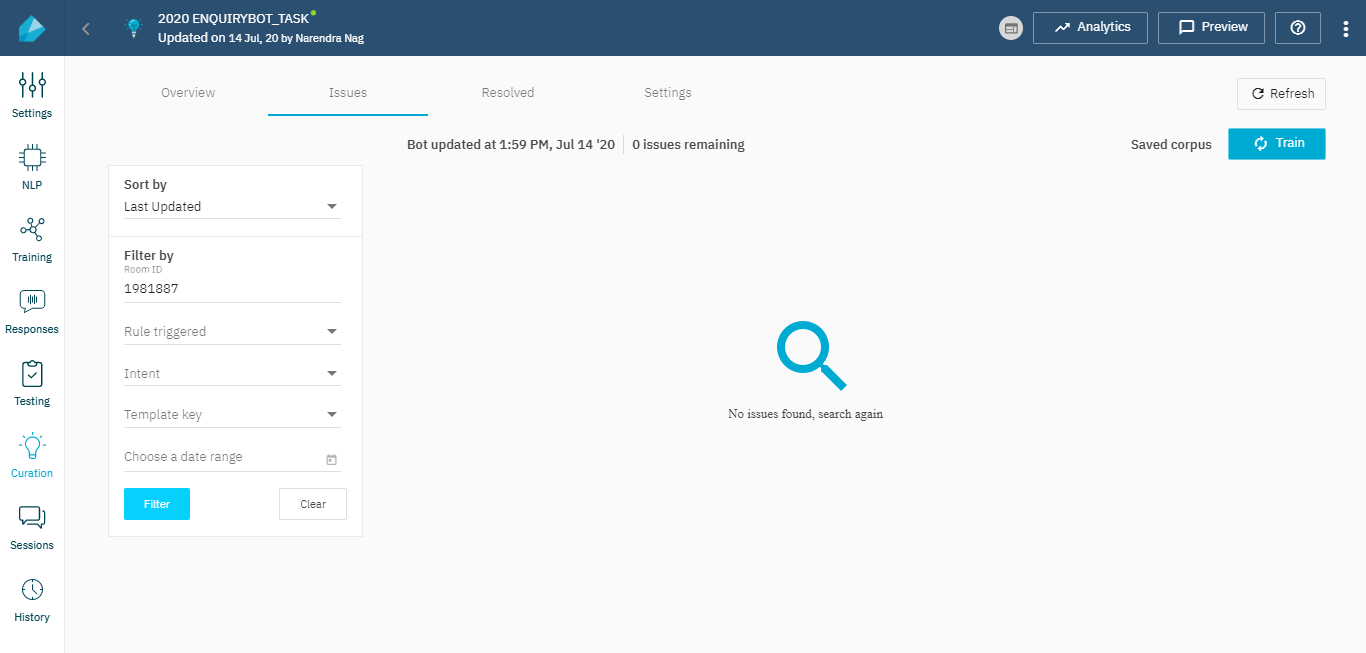 2020 ENQUIRYBOT_TASK
Updated on 14 Jul, 20 by Narendra Nag
Analytics
Preview
Settings
NLP
Training
Responses
Testing
Curation
Sessions
History
Overview
Issues
Resolved
Settings
Refresh
Bot updated at 1:59 PM, Jul 14 '20
0 issues remaining
Saved corpus
Train
Sort by
Last Updated
Filter by
Room ID
1981887
Rule triggered
Intent
Template key
Choose a date range
Filter
Clear
No issues found, search again